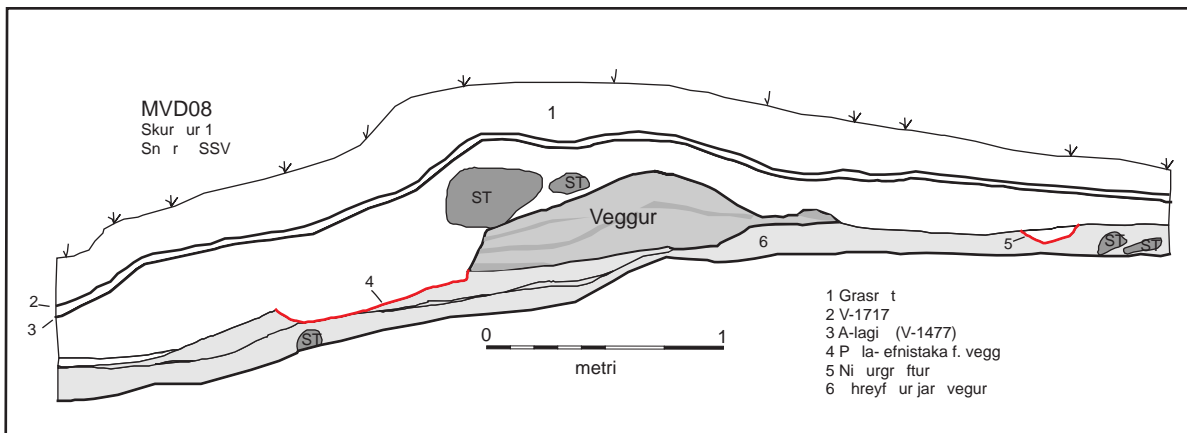 MVD08
Skur ur 1
Sn r SSV
1
ST
ST
Veggur
6
5
ST
ST
4
2
3
ST
0 1
metri
1 Grasr t
2 V-1717
3 A-lagi (V-1477)
4 P la- efnistaka f. vegg
5 Ni urgr ftur
6 hreyf ur jar vegur